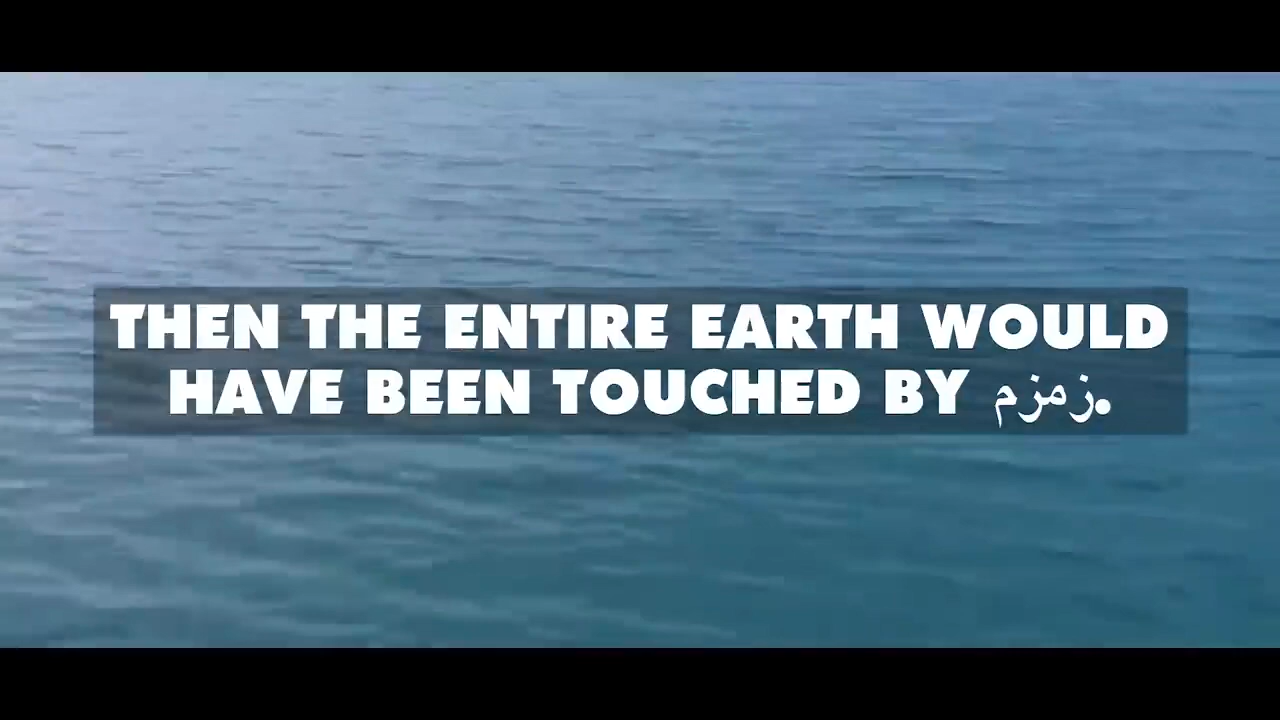 THEN THE ENTIRE EARTH WOULD
HAVE BEEN TOUCHED BY زمزم.